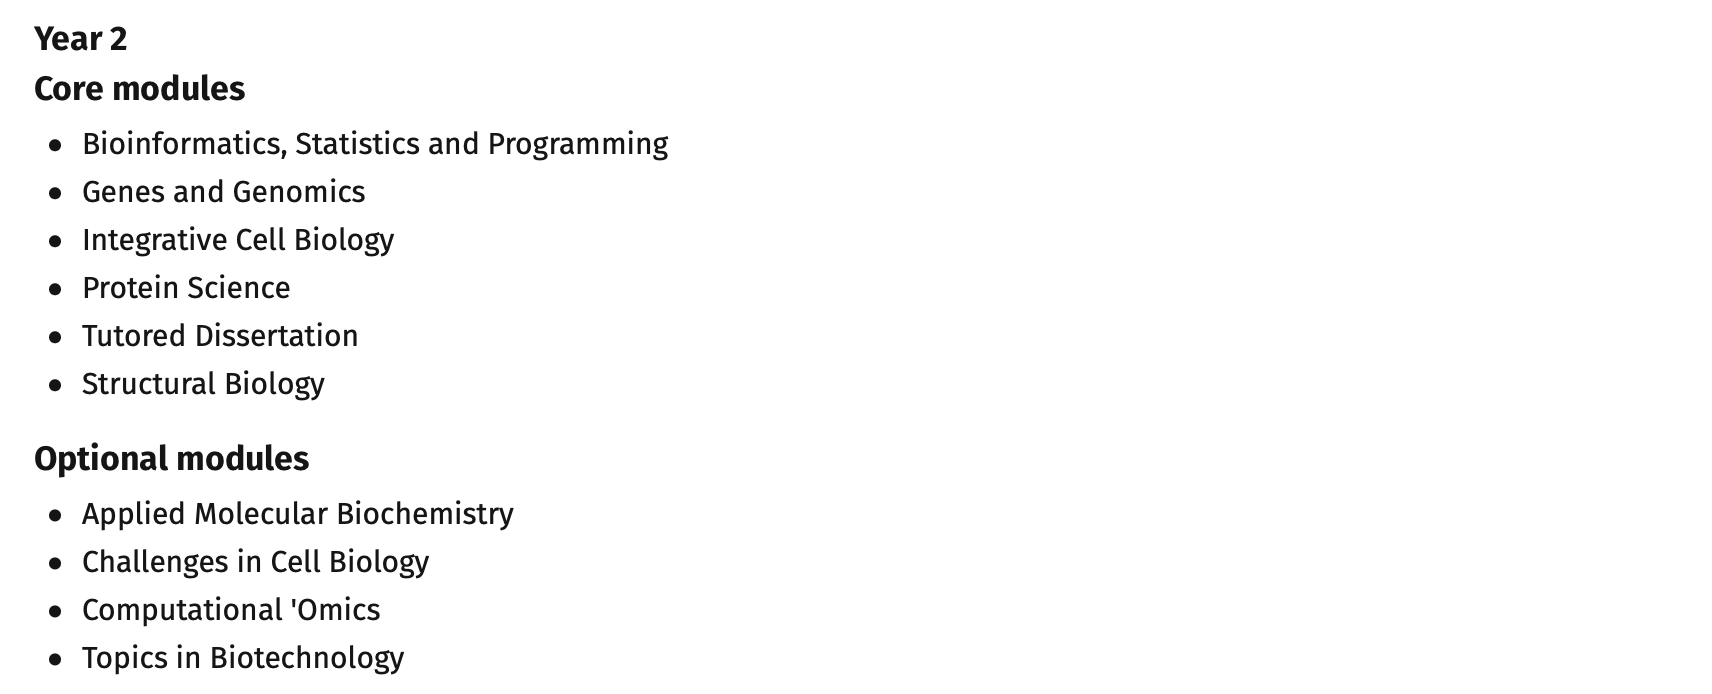 Year 2
Core modules
• Bioinformatics, Statistics and Programming
• Genes and Genomics
• Integrative Cell Biology
• Protein Science
• Tutored Dissertation
• Structural Biology
Optional modules
• Applied Molecular Biochemistry
• Challenges in Cell Biology
• Computational 'Omics
• Topics in Biotechnology